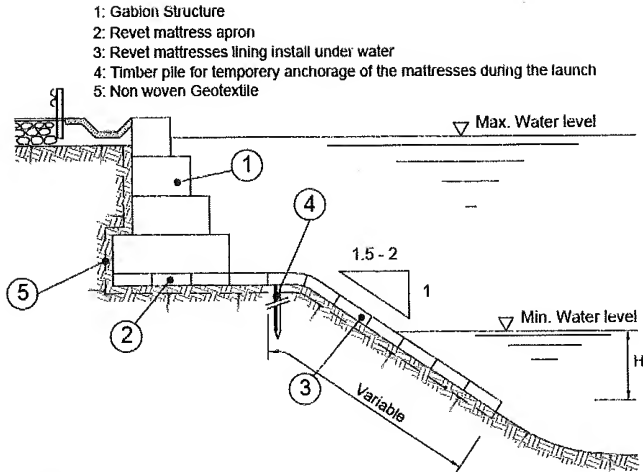 1: Gabion Structure
2: Revet mattress apron
3: Revet mattresses lining install under water
4: Timber pile for temporery anchorage of the mattresses during the launch
5: Non woven Geotextile
Max. Water level
1
4
1.5 - 2
1
5
2
Min. Water level
H
3
Variable